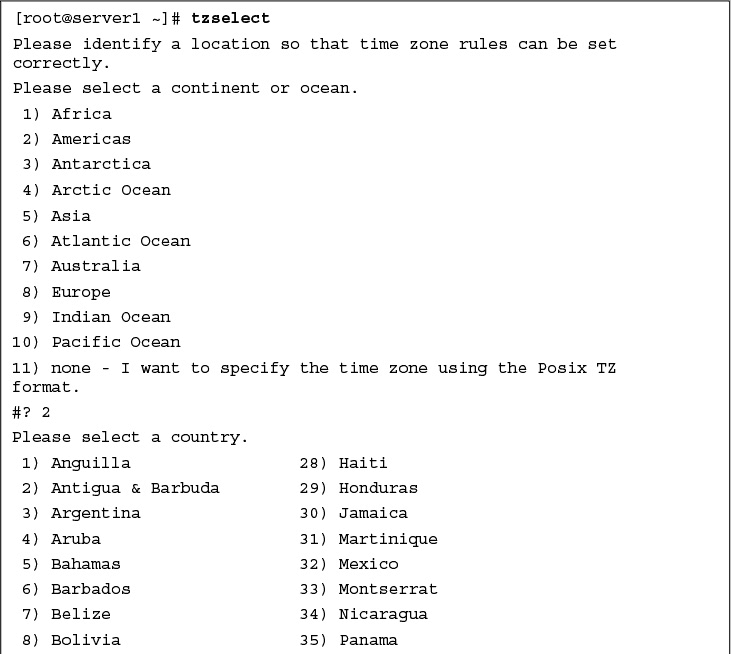 [root@server1 ~]# tzselect
Please identify a location so that time zone rules can be set
correctly.
Please select a continent or ocean.
 1) Africa
 2) Americas
 3) Antarctica
 4) Arctic Ocean
 5) Asia
 6) Atlantic Ocean
 7) Australia
 8) Europe
 9) Indian Ocean
10) Pacific Ocean
11) none - I want to specify the time zone using the Posix TZ
format.
#? 2
Please select a country.
 1) Anguilla                 28) Haiti
 2) Antigua & Barbuda        29) Honduras
 3) Argentina                30) Jamaica
 4) Aruba                    31) Martinique
 5) Bahamas                  32) Mexico
 6) Barbados                 33) Montserrat
 7) Belize                   34) Nicaragua
 8) Bolivia                  35) Panama